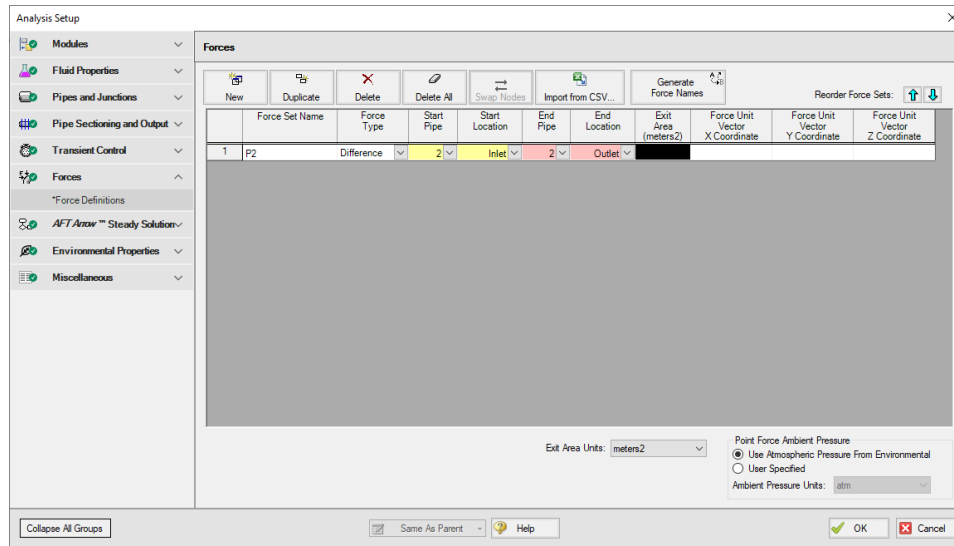 Analysis Setup
Modules
Fluid Properties
Pipes and Junctions
Pipe Sectioning and Output
Transient Control
Forces
*Force Definitions
AFT Arrow ™ Steady Solution
Environmental Properties
Miscellaneous
Forces
New
Duplicate
Delete
Delete All
Swap Nodes
Import from CSV...
Generate
Force Names
Reorder Force Sets:
Force Set Name
Force
Type
Start
Pipe
Start
Location
End
Pipe
End
Location
Exit
Area
(meters2)
Force Unit
Vector
X Coordinate
Force Unit
Vector
Y Coordinate
Force Unit
Vector
Z Coordinate
1 P2 Difference 2 Inlet 2 Outlet
Exit Area Units: meters2
Point Force Ambient Pressure
Use Atmospheric Pressure From Environmental
User Specified
Ambient Pressure Units: atm
Collapse All Groups
Same As Parent
Help
OK
Cancel